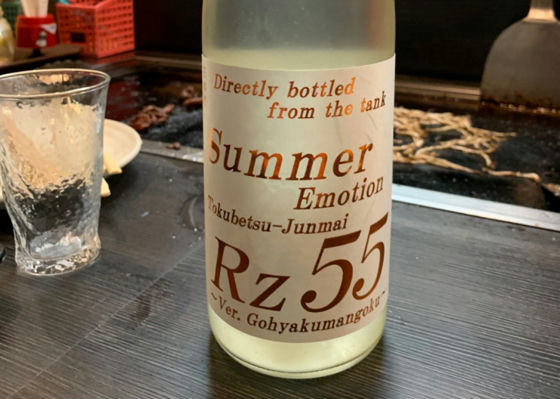 Directly bottled
from the tank
Summer
Emotion
Tokubetsu-Junmai
Rz55
~Ver. Gohyakumangoku~